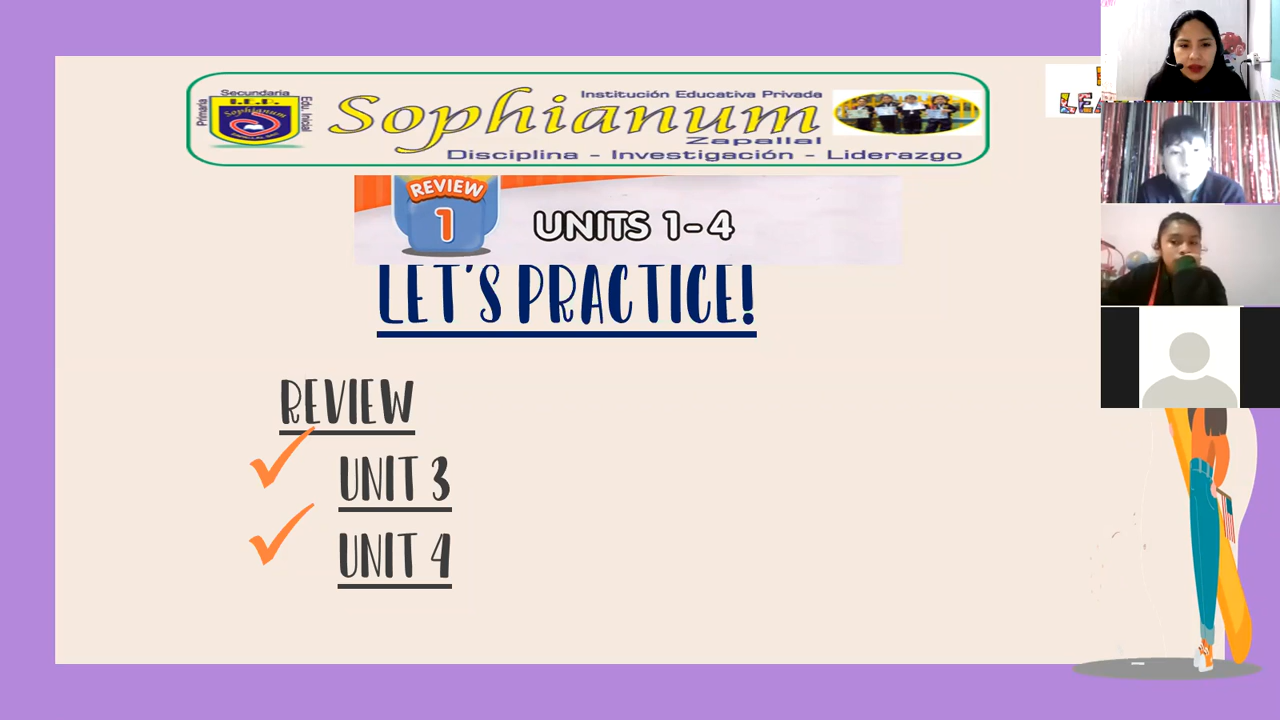 Secundaria
Institución Educativa Privada
Primaria
I.E.P.
Edu. Inicial
Sophianum
Sophianum
Zapallal
Disciplina - Investigación - Liderazgo
REVIEW
1
UNITS 1-4
LET'S PRACTICE!
REVIEW
UNIT 3
UNIT 4